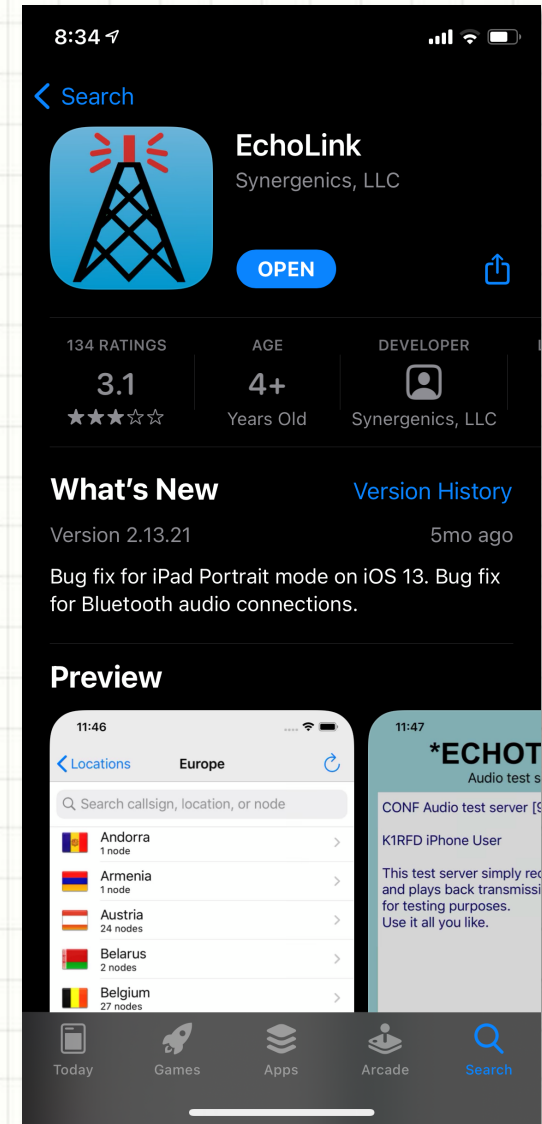 8:34
Search
EchoLink
Synergenics, LLC
OPEN
134 RATINGS
3.1
AGE
4+
Years Old
DEVELOPER
Synergenics, LLC
What's New
Version History
Version 2.13.21
5mo ago
Bug fix for iPad Portrait mode on iOS 13. Bug fix
for Bluetooth audio connections.
Preview
11:46
Locations
Europe
Search callsign, location, or node
Andorra
1 node
Armenia
1 node
Austria
24 nodes
Belarus
2 nodes
Belgium
27 nodes
11:47
*ECHOT
Audio test s
CONF Audio test server [9
K1RFD iPhone User
This test server simply rec
and plays back transmissi
for testing purposes.
Use it all you like.
Today
Games
Apps
Arcade
Search